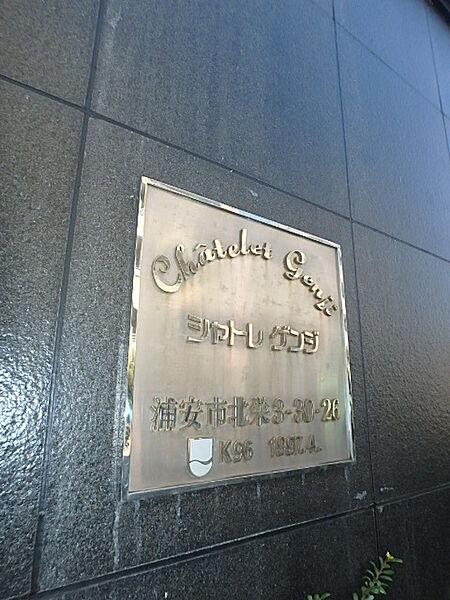 Châtelet Genji
シャトレ ゲンジ
浦安市北栄3-30-26
K96 1997.4.